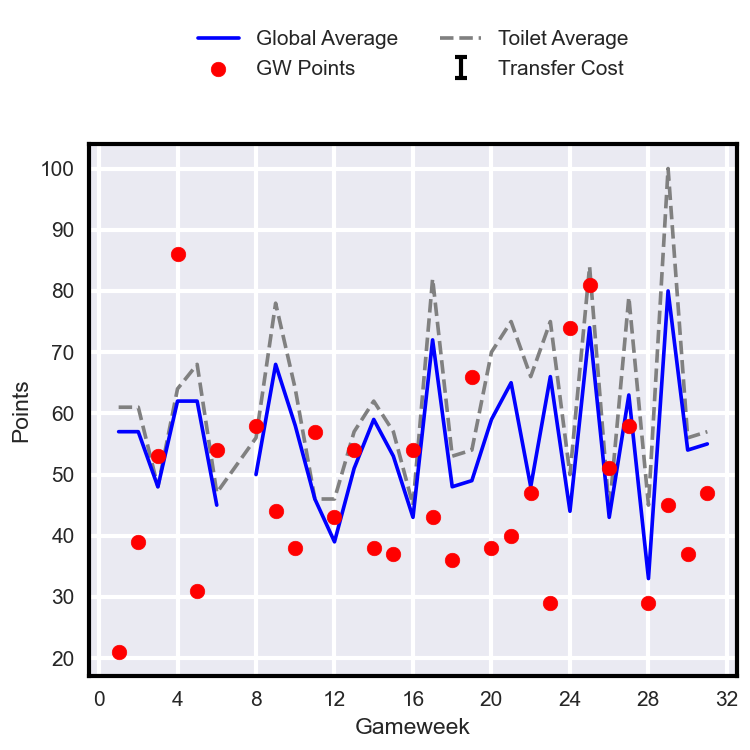 Global Average
Toilet Average
GW Points
Transfer Cost
100
90
80
70
60
50
40
30
20
Points
0 4 8 12 16 20 24 28 32
Gameweek